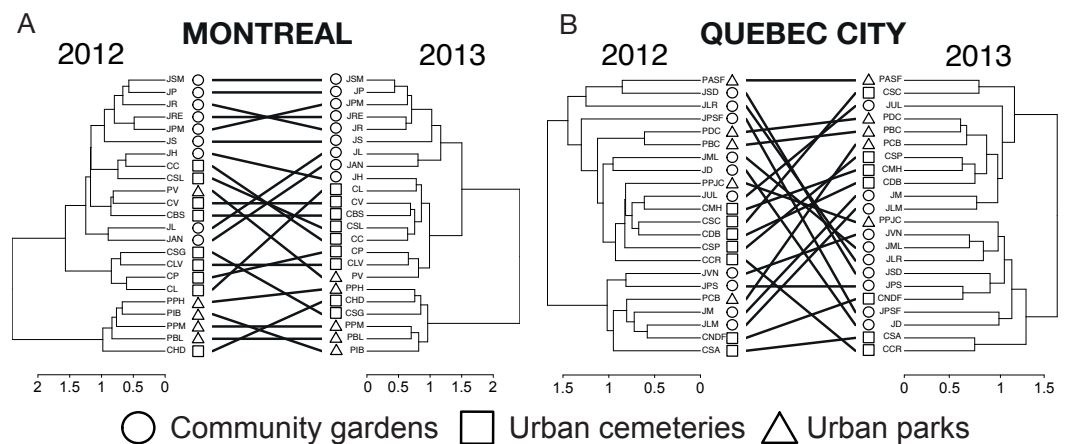 A
MONTREAL
2012
2013
JSM
JP
JR
JRE
JPM
JS
JH
CC
CSL
PV
CV
CBS
JL
JAN
CSG
CLV
CP
CL
PPH
PIB
PPM
PBL
CHD
JSM
JP
JPM
JRE
JR
JS
JL
JAN
JH
CL
CV
CBS
CSL
CC
CP
CLV
PV
PPH
CHD
CSG
PPM
PBL
PIB
2 1.5 1 0.5 0
0 0.5 1 1.5 2
B
QUEBEC CITY
2012
2013
PASF
JSD
JLR
JPSF
PDC
PBC
JML
JD
PPJC
JUL
CMH
CSC
CDB
CSP
CCR
JVN
JPS
PCB
JM
JLM
CNDF
CSA
PASF
CSC
JUL
PDC
PBC
PCB
CSP
CMH
CDB
JM
JLM
PPJC
JVN
JML
JLR
JSD
JPS
CNDF
JPSF
JD
CSA
CCR
1.5 1 0.5 0
0 0.5 1 1.5
Community gardens Urban cemeteries Urban parks